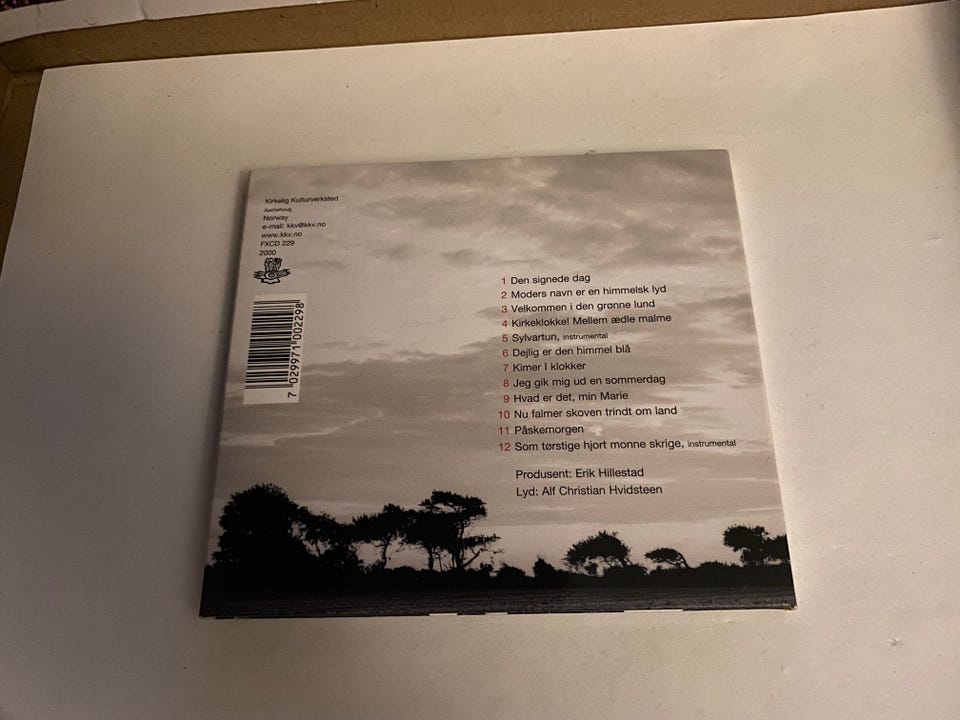 Kirkelig Kulturverksted
Aschehoug
Norway
e-mail: kkv@kkv.no
www.kkv.no
FXCD 229
2000
7 029971 002298
1 Den signede dag
2 Moders navn er en himmelsk lyd
3 Velkommen i den grønne lund
4 Kirkeklokke! Mellem ædle malme
5 Sylvartun, instrumental
6 Dejlig er den himmel blå
7 Kimer I klokker
8 Jeg gik mig ud en sommerdag
9 Hvad er det, min Marie
10 Nu falmer skoven trindt om land
11 Påskemorgen
12 Som tørstige hjort monne skrige, instrumental
Produsent: Erik Hillestad
Lyd: Alf Christian Hvidsteen